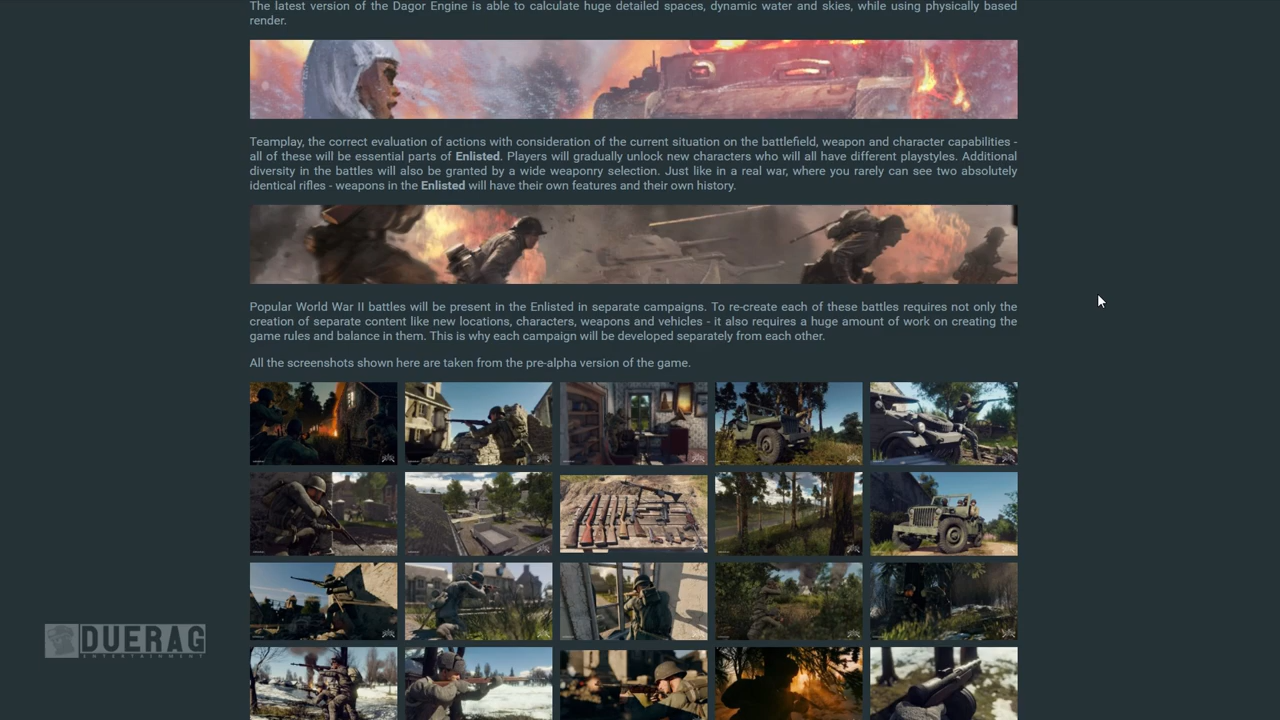 The latest version of the Dagor Engine is able to calculate huge detailed spaces, dynamic water and skies, while using physically based
render.
Teamplay, the correct evaluation of actions with consideration of the current situation on the battlefield, weapon and character capabilities -
all of these will be essential parts of Enlisted. Players will gradually unlock new characters who will all have different playstyles. Additional
diversity in the battles will also be granted by a wide weaponry selection. Just like in a real war, where you rarely can see two absolutely
identical rifles - weapons in the Enlisted will have their own features and their own history.
Popular World War II battles will be present in the Enlisted in separate campaigns. To re-create each of these battles requires not only the
creation of separate content like new locations, characters, weapons and vehicles - it also requires a huge amount of work on creating the
game rules and balance in them. This is why each campaign will be developed separately from each other.
All the screenshots shown here are taken from the pre-alpha version of the game.
DUERAG
ENTERTAINMENT